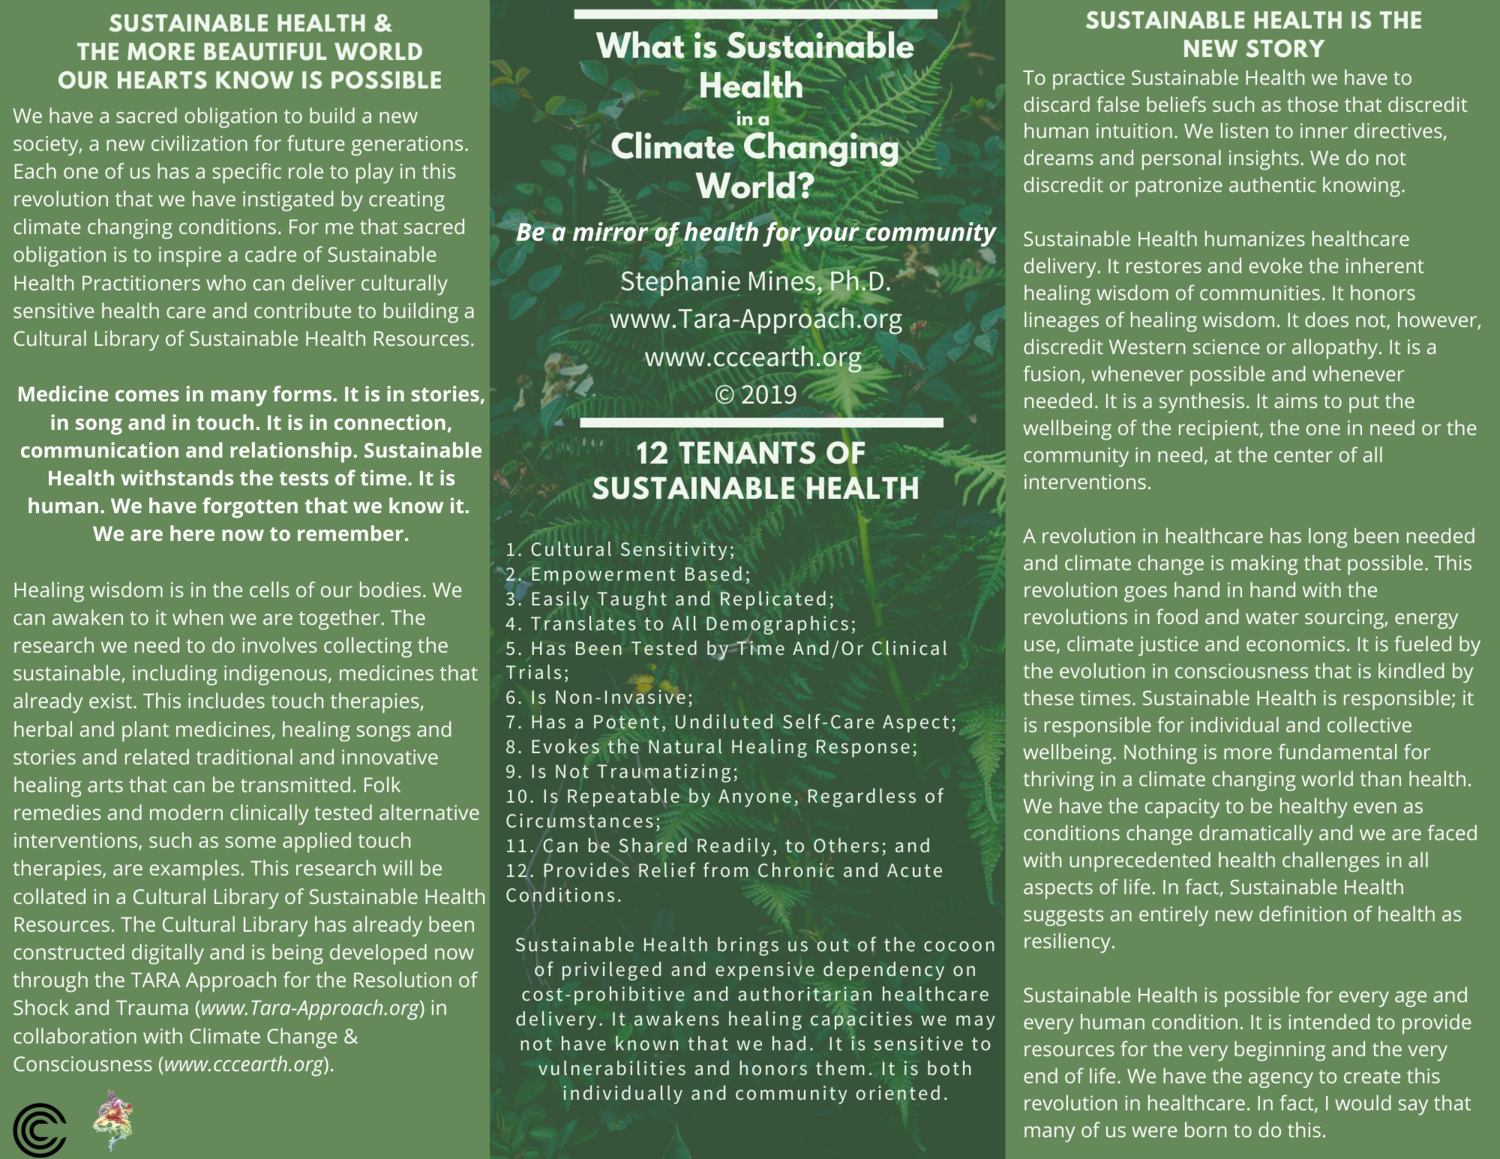 SUSTAINABLE HEALTH &
THE MORE BEAUTIFUL WORLD
OUR HEARTS KNOW IS POSSIBLE
We have a sacred obligation to build a new
society, a new civilization for future generations.
Each one of us has a specific role to play in this
revolution that we have instigated by creating
climate changing conditions. For me that sacred
obligation is to inspire a cadre of Sustainable
Health Practitioners who can deliver culturally
sensitive health care and contribute to building a
Cultural Library of Sustainable Health Resources.
Medicine comes in many forms. It is in stories,
in song and in touch. It is in connection,
communication and relationship. Sustainable
Health withstands the tests of time. It is
human. We have forgotten that we know it.
We are here now to remember.
Healing wisdom is in the cells of our bodies. We
can awaken to it when we are together. The
research we need to do involves collecting the
sustainable, including indigenous, medicines that
already exist. This includes touch therapies,
herbal and plant medicines, healing songs and
stories and related traditional and innovative
healing arts that can be transmitted. Folk
remedies and modern clinically tested alternative
interventions, such as some applied touch
therapies, are examples. This research will be
collated in a Cultural Library of Sustainable Health
Resources. The Cultural Library has already been
constructed digitally and is being developed now
through the TARA Approach for the Resolution of
Shock and Trauma (www.Tara-Approach.org) in
collaboration with Climate Change &
Consciousness (www.cccearth.org).
What is Sustainable
Health
in a
Climate Changing
World?
Be a mirror of health for your community
Stephanie Mines, Ph.D.
www.Tara-Approach.org
www.cccearth.org
© 2019
12 TENANTS OF
SUSTAINABLE HEALTH
1. Cultural Sensitivity;
2. Empowerment Based;
3. Easily Taught and Replicated;
4. Translates to All Demographics;
5. Has Been Tested by Time And/Or Clinical
Trials;
6. Is Non-Invasive;
7. Has a Potent, Undiluted Self-Care Aspect;
8. Evokes the Natural Healing Response;
9. Is Not Traumatizing;
10. Is Repeatable by Anyone, Regardless of
Circumstances;
11. Can be Shared Readily, to Others; and
12. Provides Relief from Chronic and Acute
Conditions.
Sustainable Health brings us out of the cocoon
of privileged and expensive dependency on
cost-prohibitive and authoritarian healthcare
delivery. It awakens healing capacities we may
not have known that we had. It is sensitive to
vulnerabilities and honors them. It is both
individually and community oriented.
SUSTAINABLE HEALTH IS THE
NEW STORY
To practice Sustainable Health we have to
discard false beliefs such as those that discredit
human intuition. We listen to inner directives,
dreams and personal insights. We do not
discredit or patronize authentic knowing.
Sustainable Health humanizes healthcare
delivery. It restores and evoke the inherent
healing wisdom of communities. It honors
lineages of healing wisdom. It does not, however,
discredit Western science or allopathy. It is a
fusion, whenever possible and whenever
needed. It is a synthesis. It aims to put the
wellbeing of the recipient, the one in need or the
community in need, at the center of all
interventions.
A revolution in healthcare has long been needed
and climate change is making that possible. This
revolution goes hand in hand with the
revolutions in food and water sourcing, energy
use, climate justice and economics. It is fueled by
the evolution in consciousness that is kindled by
these times. Sustainable Health is responsible; it
is responsible for individual and collective
wellbeing. Nothing is more fundamental for
thriving in a climate changing world than health.
We have the capacity to be healthy even as
conditions change dramatically and we are faced
with unprecedented health challenges in all
aspects of life. In fact, Sustainable Health
suggests an entirely new definition of health as
resiliency.
Sustainable Health is possible for every age and
every human condition. It is intended to provide
resources for the very beginning and the very
end of life. We have the agency to create this
revolution in healthcare. In fact, I would say that
many of us were born to do this.